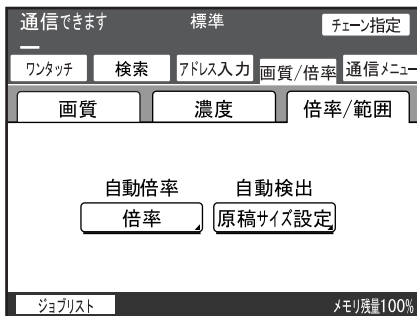 通信できます 標準 チェーン指定
ワンタッチ 検索 アドレス入力 画質/倍率 通信メニュー
画質 濃度 倍率/範囲
自動倍率 自動検出
倍率 原稿サイズ設定
ジョブリスト メモリ残量100%